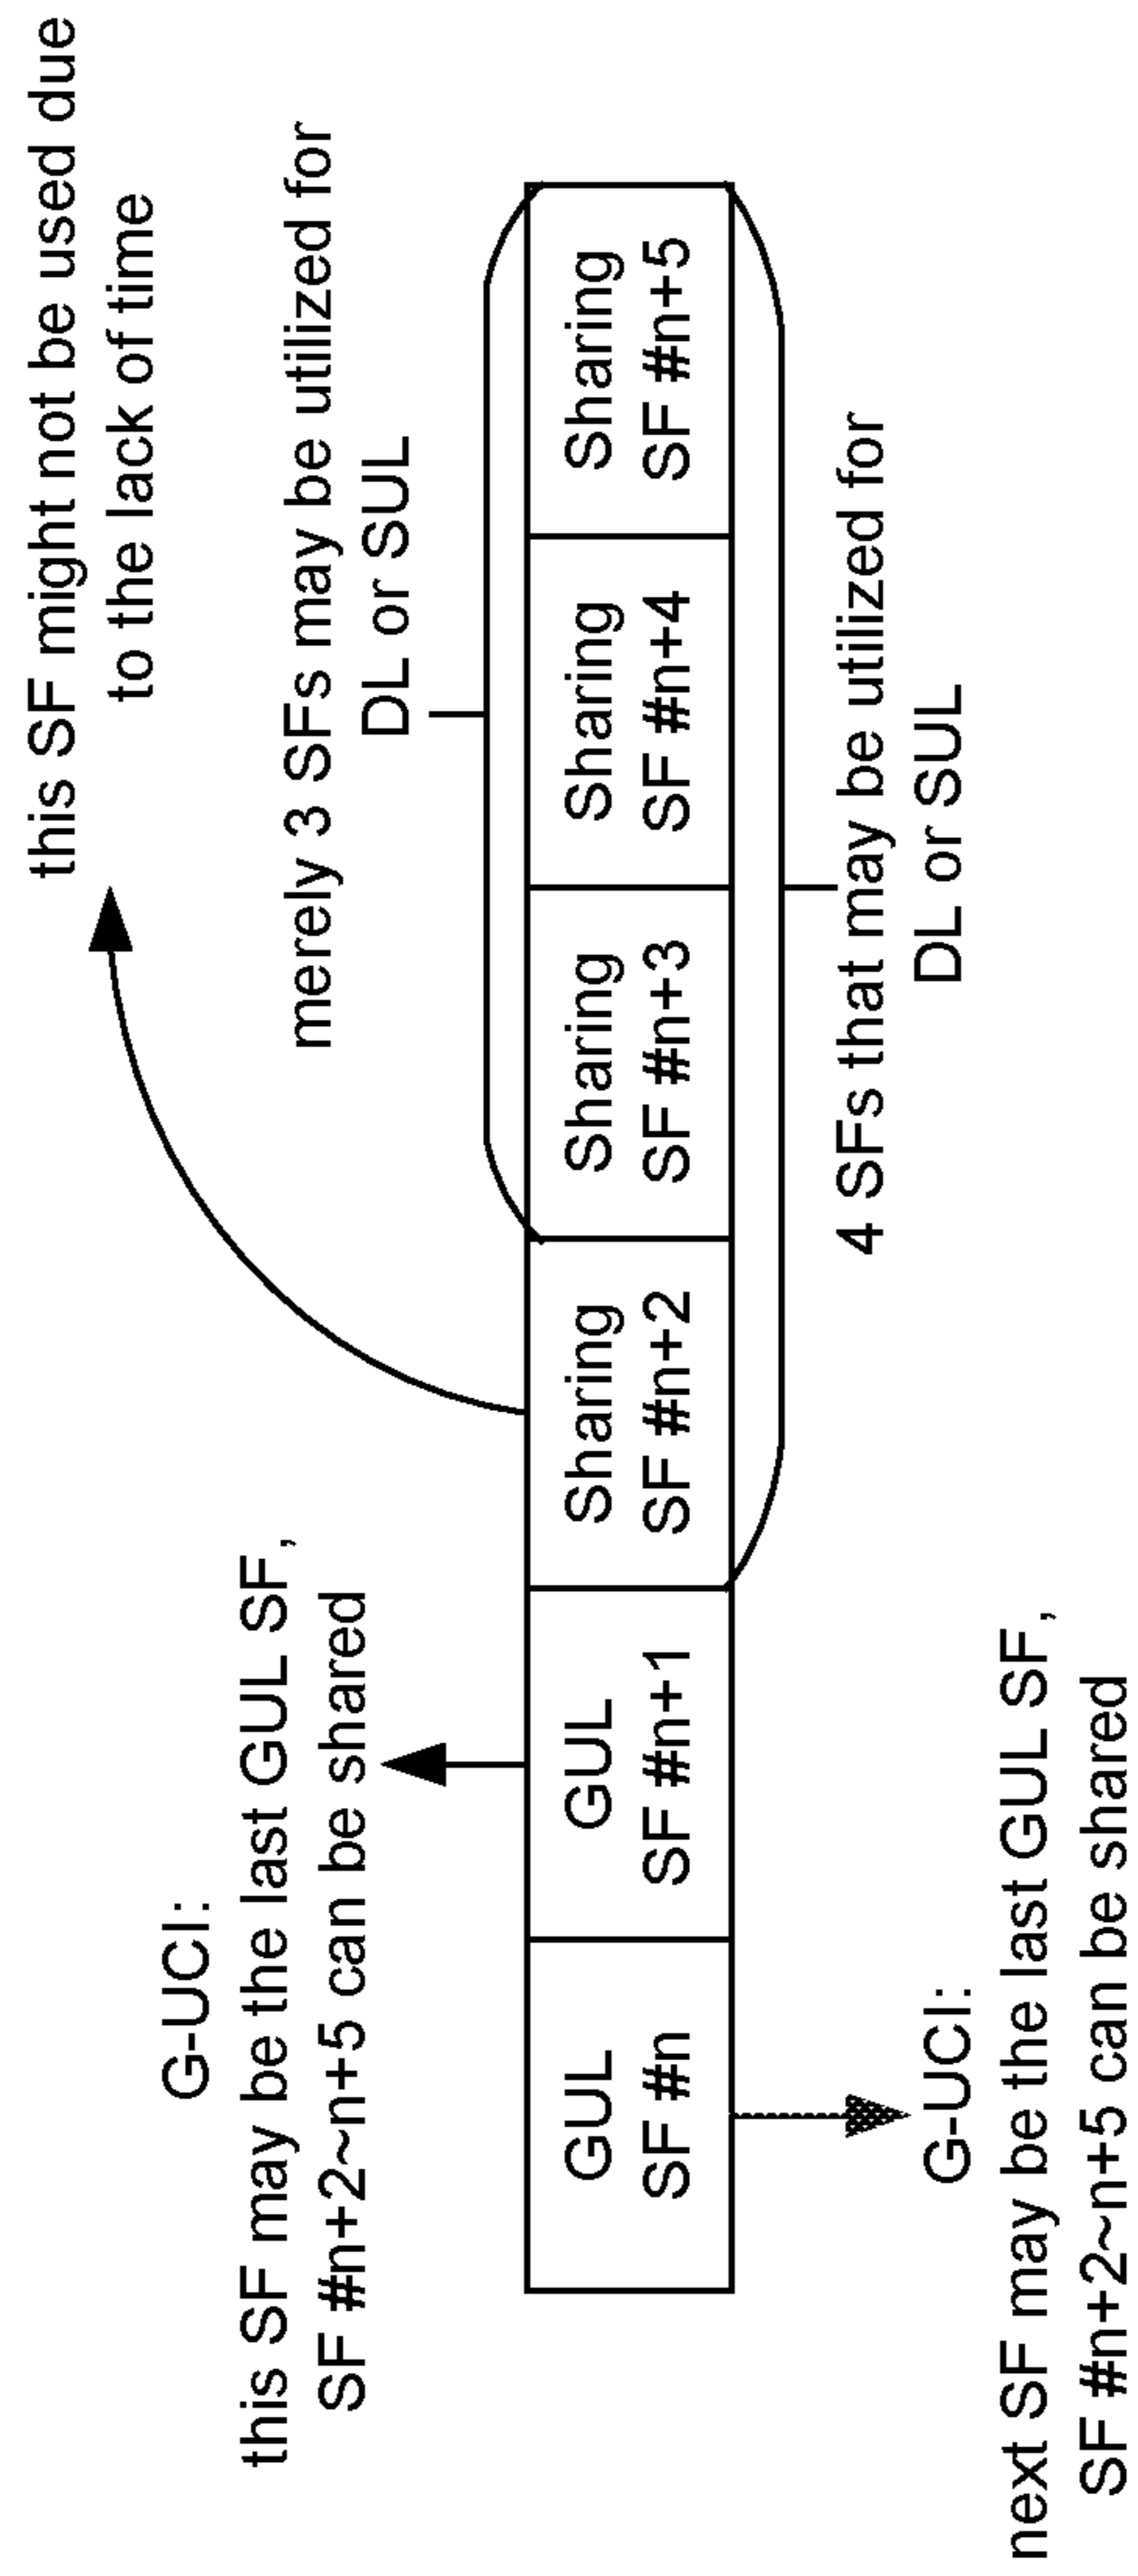 this SF might not be used due
to the lack of time
G-UCI:
this SF may be the last GUL SF,
SF #n+2~n+5 can be shared
merely 3 SFs may be utilized for
DL or SUL
GUL
SF #n
GUL
SF #n+1
Sharing
SF #n+2
Sharing
SF #n+3
Sharing
SF #n+4
Sharing
SF #n+5
4 SFs that may be utilized for
DL or SUL
G-UCI:
next SF may be the last GUL SF,
SF #n+2~n+5 can be shared